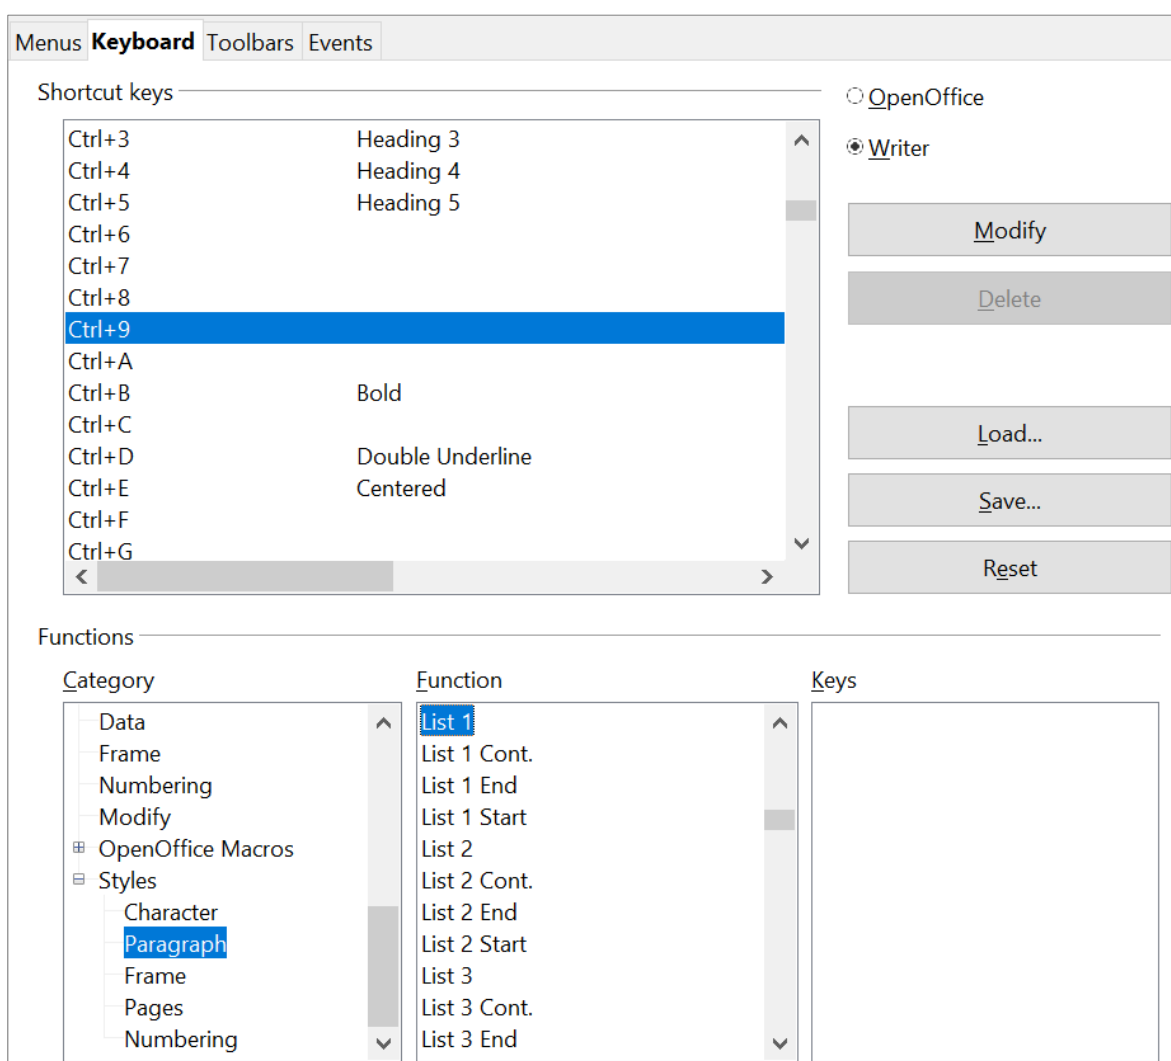 Menus Keyboard Toolbars Events
Shortcut keys
Ctrl+3 Heading 3
Ctrl+4 Heading 4
Ctrl+5 Heading 5
Ctrl+6
Ctrl+7
Ctrl+8
Ctrl+9
Ctrl+A
Ctrl+B Bold
Ctrl+C
Ctrl+D Double Underline
Ctrl+E Centered
Ctrl+F
Ctrl+G
OpenOffice
Writer
Modify
Delete
Load...
Save...
Reset
Functions
Category
Data
Frame
Numbering
Modify
OpenOffice Macros
Styles
Character
Paragraph
Frame
Pages
Numbering
Function
List 1
List 1 Cont.
List 1 End
List 1 Start
List 2
List 2 Cont.
List 2 End
List 2 Start
List 3
List 3 Cont.
List 3 End
Keys